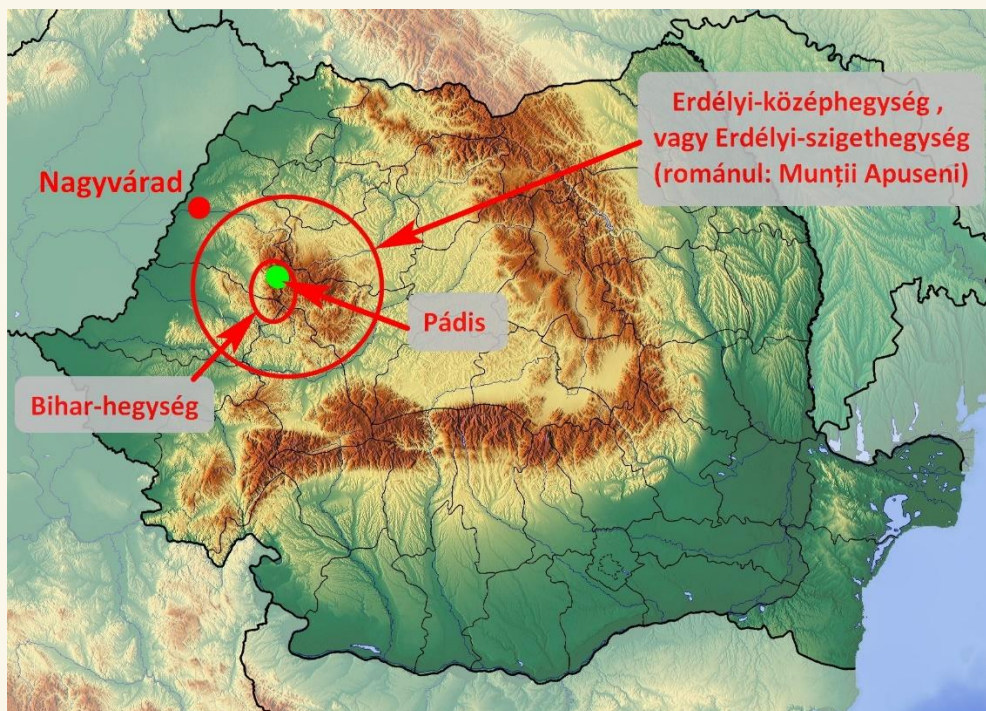 Erdélyi-középhegység ,
vagy Erdélyi-szigethegység
(románul: Munții Apuseni)
Nagyvárad
Pádis
Bihar-hegység